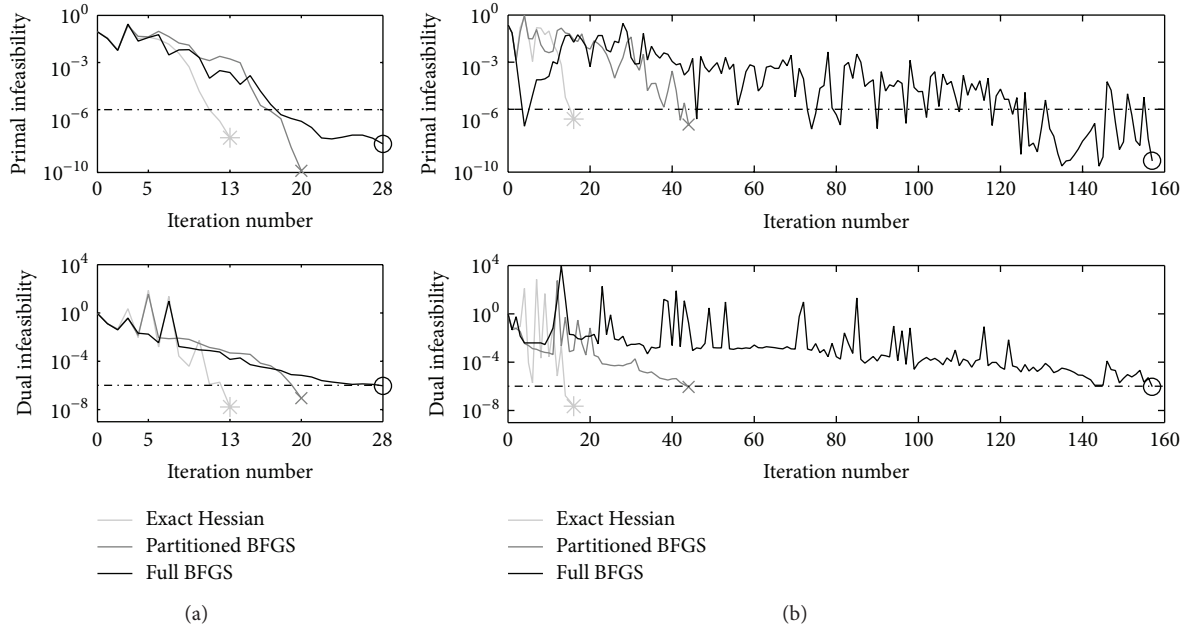 Primal infeasibility
10^0
10^-3
10^-6
10^-10
0 5 13 20 28
Iteration number
Dual infeasibility
10^4
10^0
10^-4
10^-8
0 5 13 20 28
Iteration number
Exact Hessian
Partitioned BFGS
Full BFGS
(a)
Primal infeasibility
10^0
10^-3
10^-6
10^-10
0 20 40 60 80 100 120 140 160
Iteration number
Dual infeasibility
10^4
10^0
10^-4
10^-8
0 20 40 60 80 100 120 140 160
Iteration number
Exact Hessian
Partitioned BFGS
Full BFGS
(b)